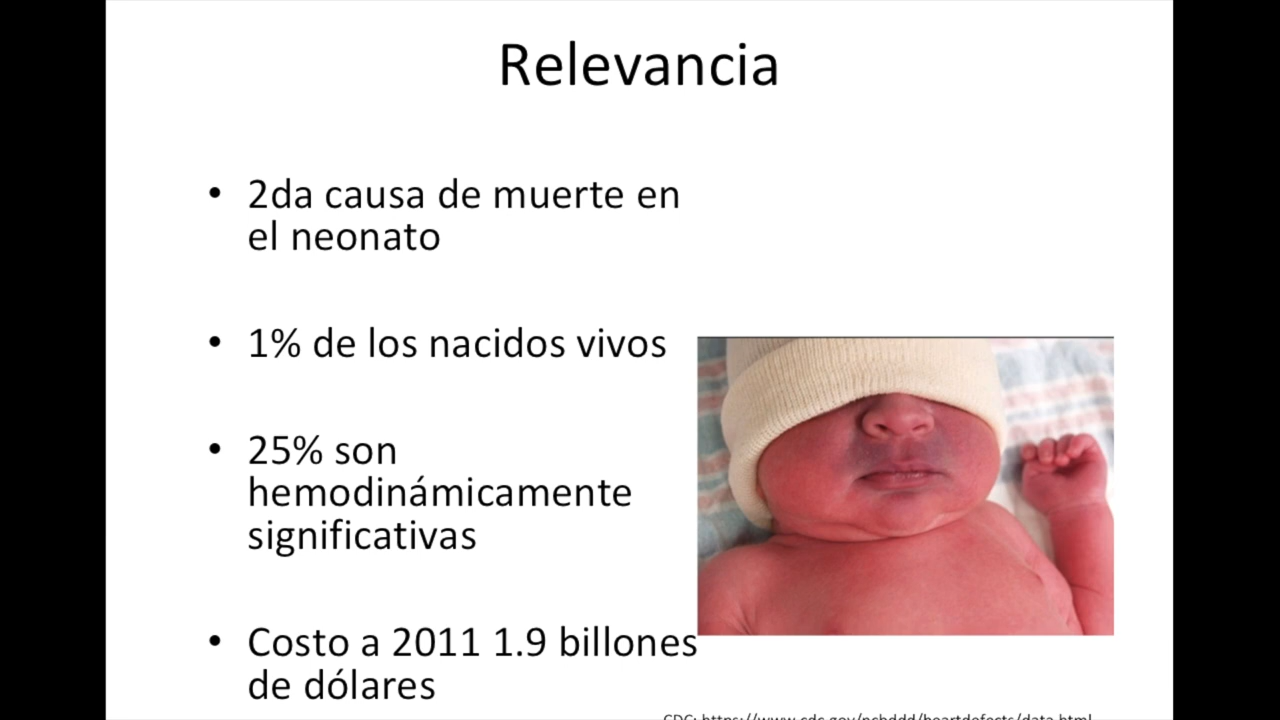 Relevancia
• 2da causa de muerte en
el neonato
• 1% de los nacidos vivos
• 25% son
hemodinámicamente
significativas
• Costo a 2011 1.9 billones
de dólares
CDC: https://www.cdc.gov/ncbddd/heartdefects/data.html